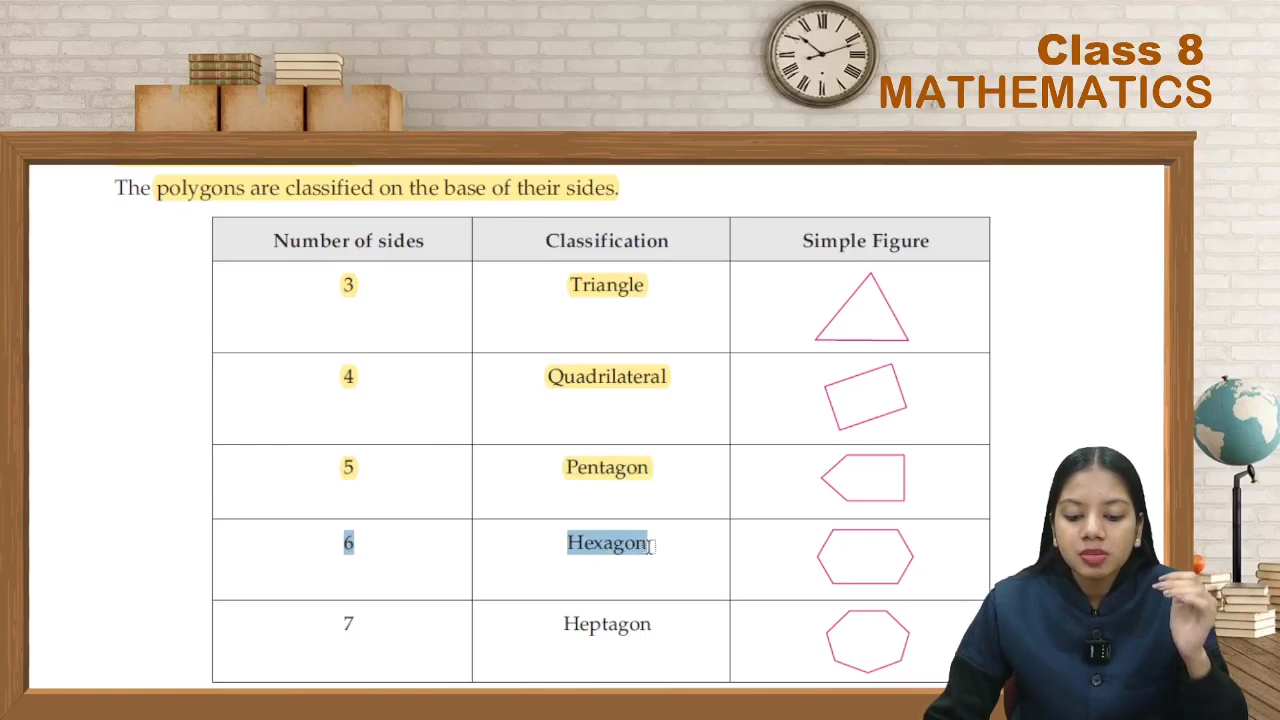 Class 8
MATHEMATICS
The polygons are classified on the base of their sides.
Number of sides Classification Simple Figure
3 Triangle
4 Quadrilateral
5 Pentagon
6 Hexagon
7 Heptagon